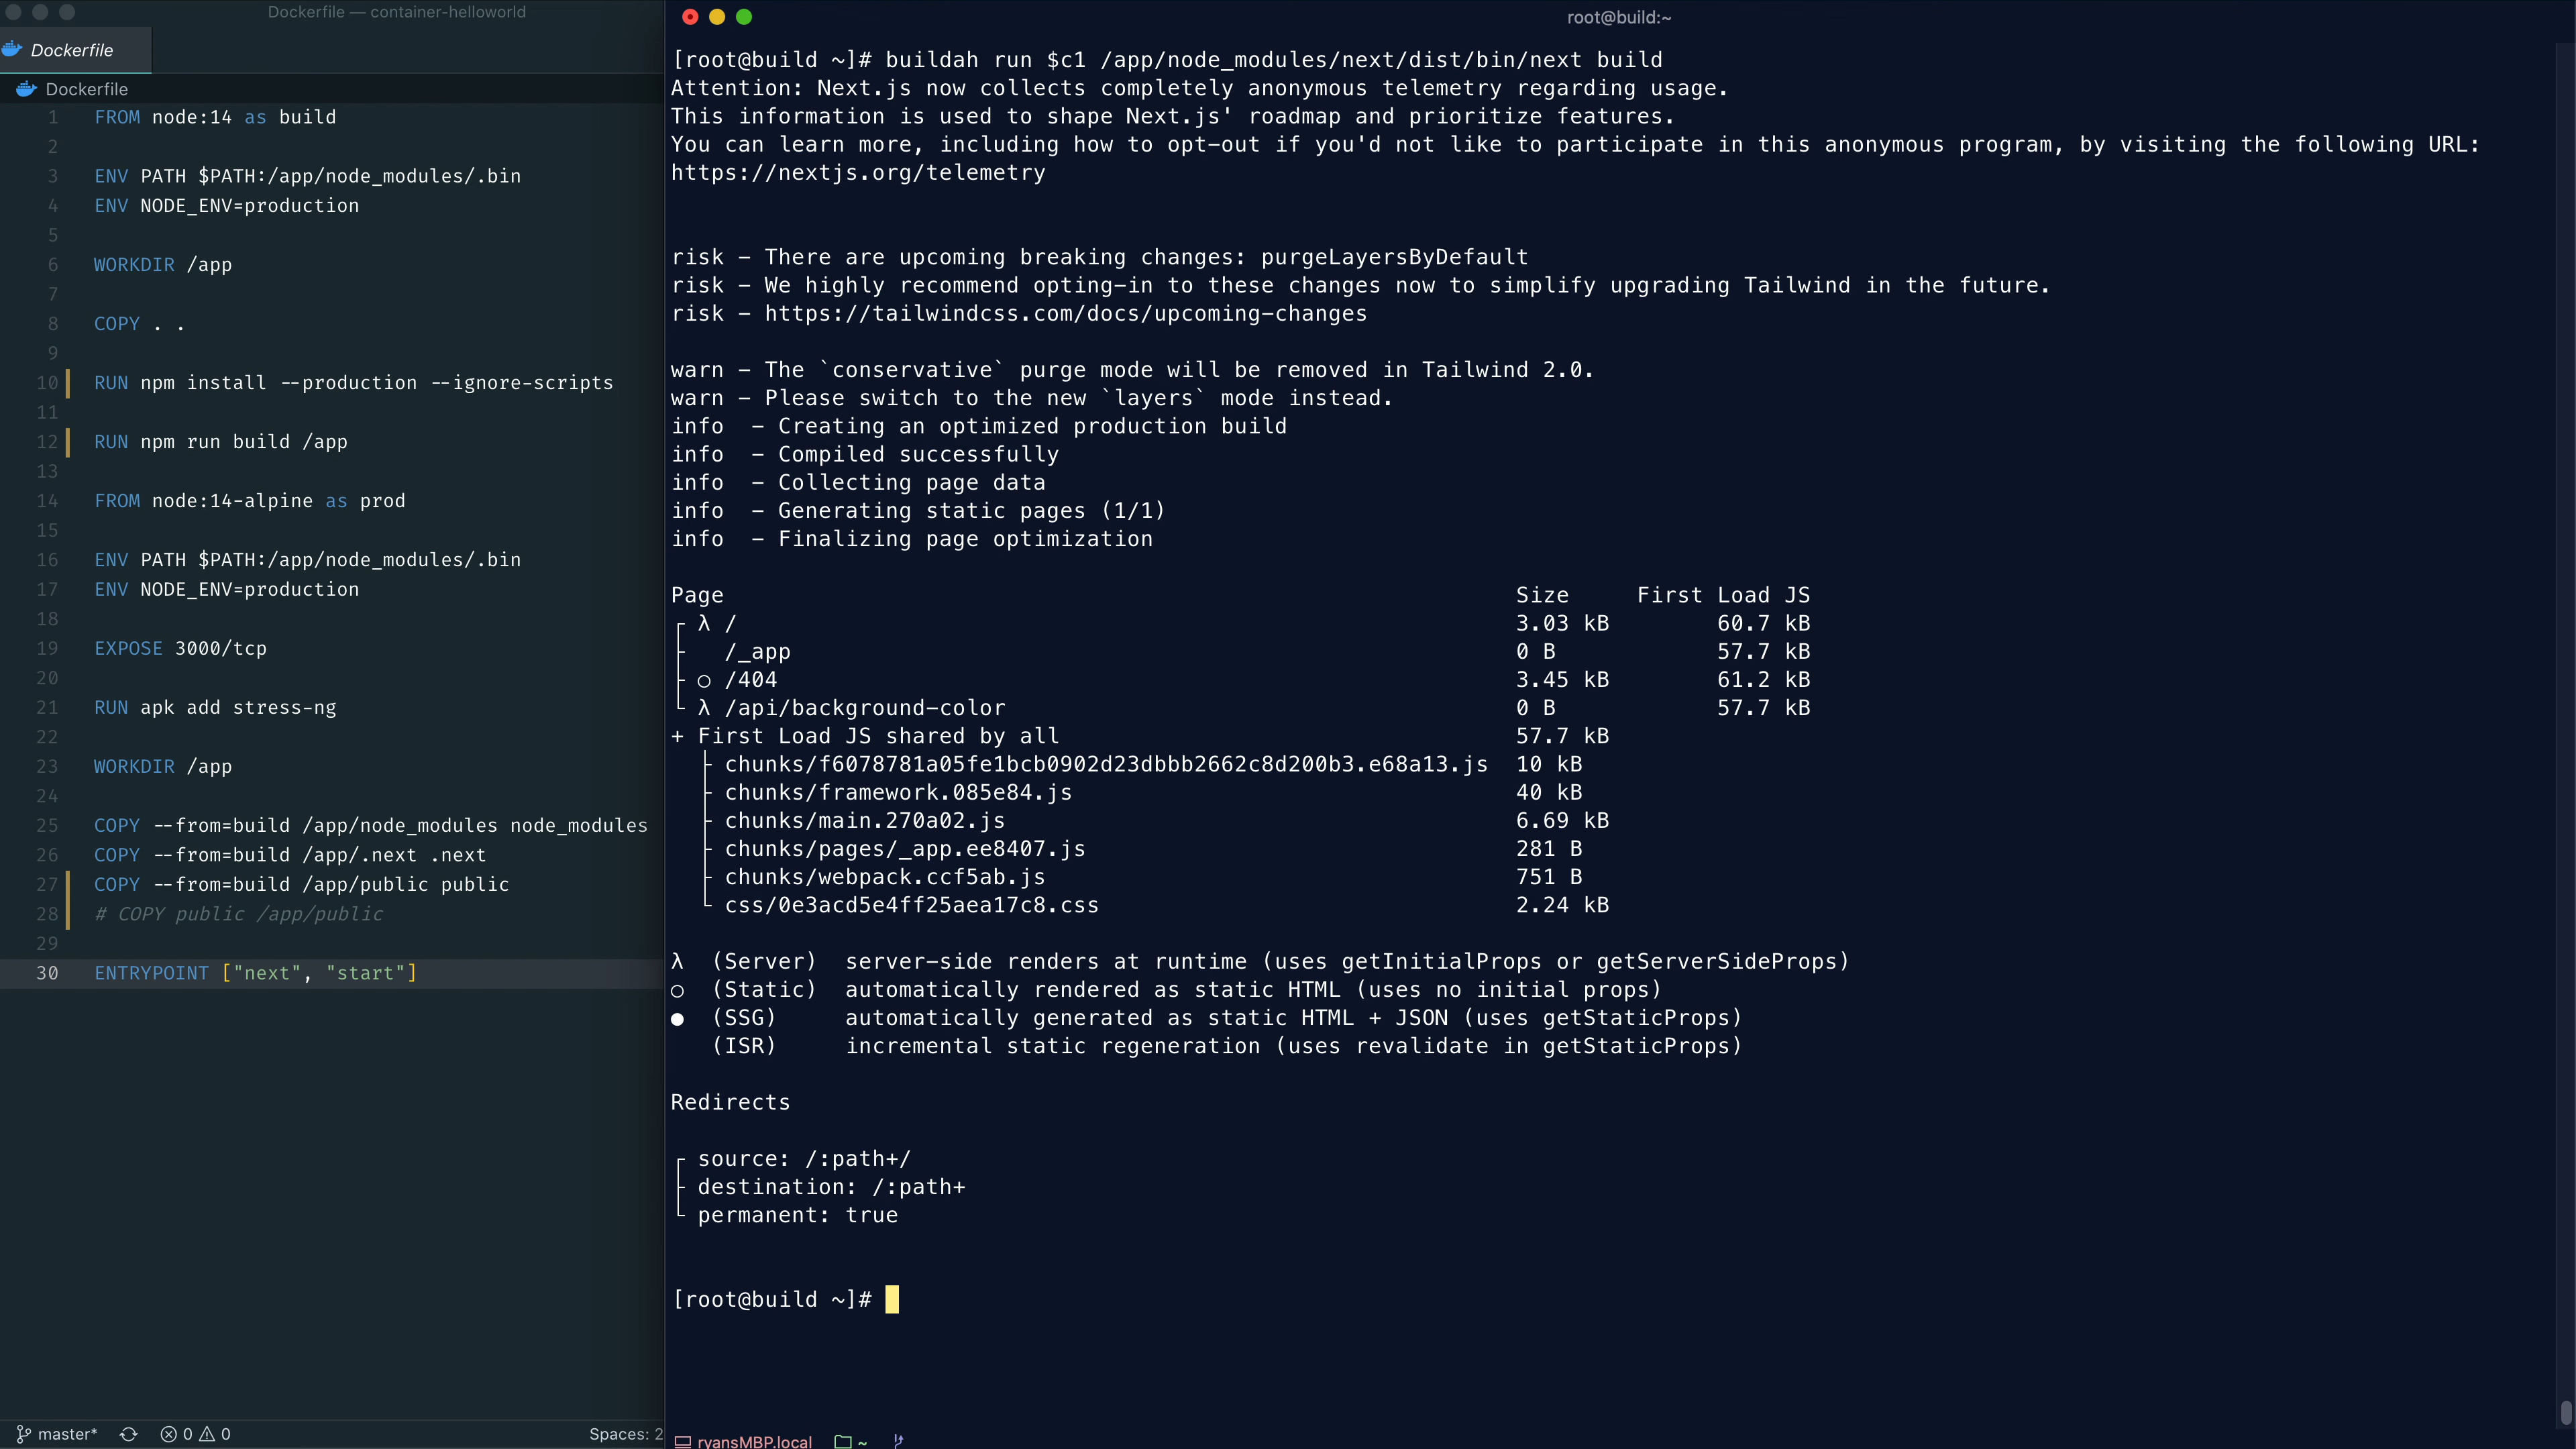 Dockerfile — container-helloworld
Dockerfile
Dockerfile
1 FROM node:14 as build
2
3 ENV PATH $PATH:/app/node_modules/.bin
4 ENV NODE_ENV=production
5
6 WORKDIR /app
7
8 COPY . .
9
10 RUN npm install --production --ignore-scripts
11
12 RUN npm run build /app
13
14 FROM node:14-alpine as prod
15
16 ENV PATH $PATH:/app/node_modules/.bin
17 ENV NODE_ENV=production
18
19 EXPOSE 3000/tcp
20
21 RUN apk add stress-ng
22
23 WORKDIR /app
24
25 COPY --from=build /app/node_modules node_modules
26 COPY --from=build /app/.next .next
27 COPY --from=build /app/public public
28 # COPY public /app/public
29
30 ENTRYPOINT ["next", "start"]
master* 0 0 Spaces: 2
root@build:~
[root@build ~]# buildah run $c1 /app/node_modules/next/dist/bin/next build
Attention: Next.js now collects completely anonymous telemetry regarding usage.
This information is used to shape Next.js' roadmap and prioritize features.
You can learn more, including how to opt-out if you'd not like to participate in this anonymous program, by visiting the following URL:
https://nextjs.org/telemetry
risk - There are upcoming breaking changes: purgeLayersByDefault
risk - We highly recommend opting-in to these changes now to simplify upgrading Tailwind in the future.
risk - https://tailwindcss.com/docs/upcoming-changes
warn - The `conservative` purge mode will be removed in Tailwind 2.0.
warn - Please switch to the new `layers` mode instead.
info  - Creating an optimized production build
info  - Compiled successfully
info  - Collecting page data
info  - Generating static pages (1/1)
info  - Finalizing page optimization
Page Size First Load JS
┌ λ / 3.03 kB 60.7 kB
├   /_app 0 B 57.7 kB
├ ○ /404 3.45 kB 61.2 kB
└ λ /api/background-color 0 B 57.7 kB
+ First Load JS shared by all 57.7 kB
├ chunks/f6078781a05fe1bcb0902d23dbbb2662c8d200b3.e68a13.js 10 kB
├ chunks/framework.085e84.js 40 kB
├ chunks/main.270a02.js 6.69 kB
├ chunks/pages/_app.ee8407.js 281 B
├ chunks/webpack.ccf5ab.js 751 B
└ css/0e3acd5e4ff25aea17c8.css 2.24 kB
λ (Server) server-side renders at runtime (uses getInitialProps or getServerSideProps)
○ (Static) automatically rendered as static HTML (uses no initial props)
● (SSG) automatically generated as static HTML + JSON (uses getStaticProps)
(ISR) incremental static regeneration (uses revalidate in getStaticProps)
Redirects
┌ source: /:path+/
├ destination: /:path+
└ permanent: true
[root@build ~]#
ryansMBP.local ~